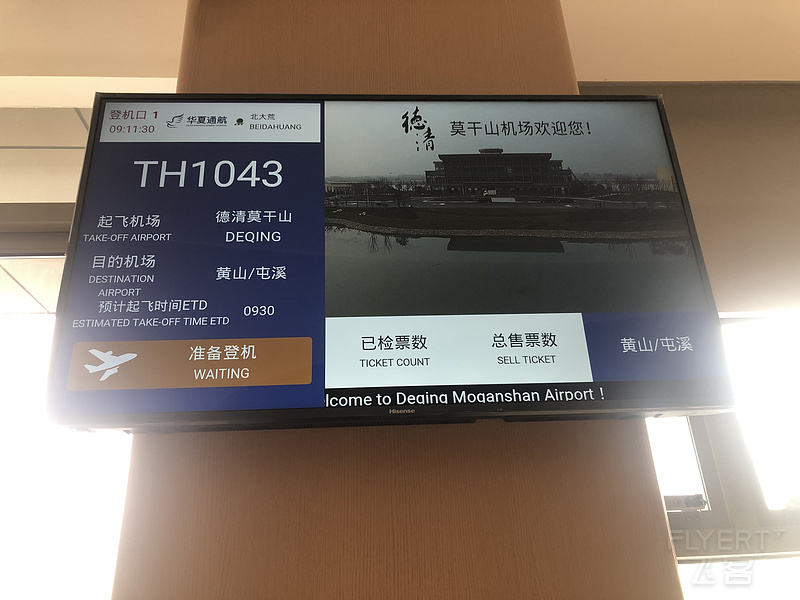 登机口 1
09:11:30
华夏通航
北大荒
BEIDAHUANG
TH1043
起飞机场
TAKE-OFF AIRPORT
德清莫干山
DEQING
目的机场
DESTINATION
AIRPORT
黄山/屯溪
预计起飞时间ETD
ESTIMATED TAKE-OFF TIME ETD
0930
准备登机
WAITING
德清
莫干山机场欢迎您!
已检票数
TICKET COUNT
总售票数
SELL TICKET
黄山/屯溪
lcome to Deqing Moganshan Airport !
Hisense
FLYERT+
飞客